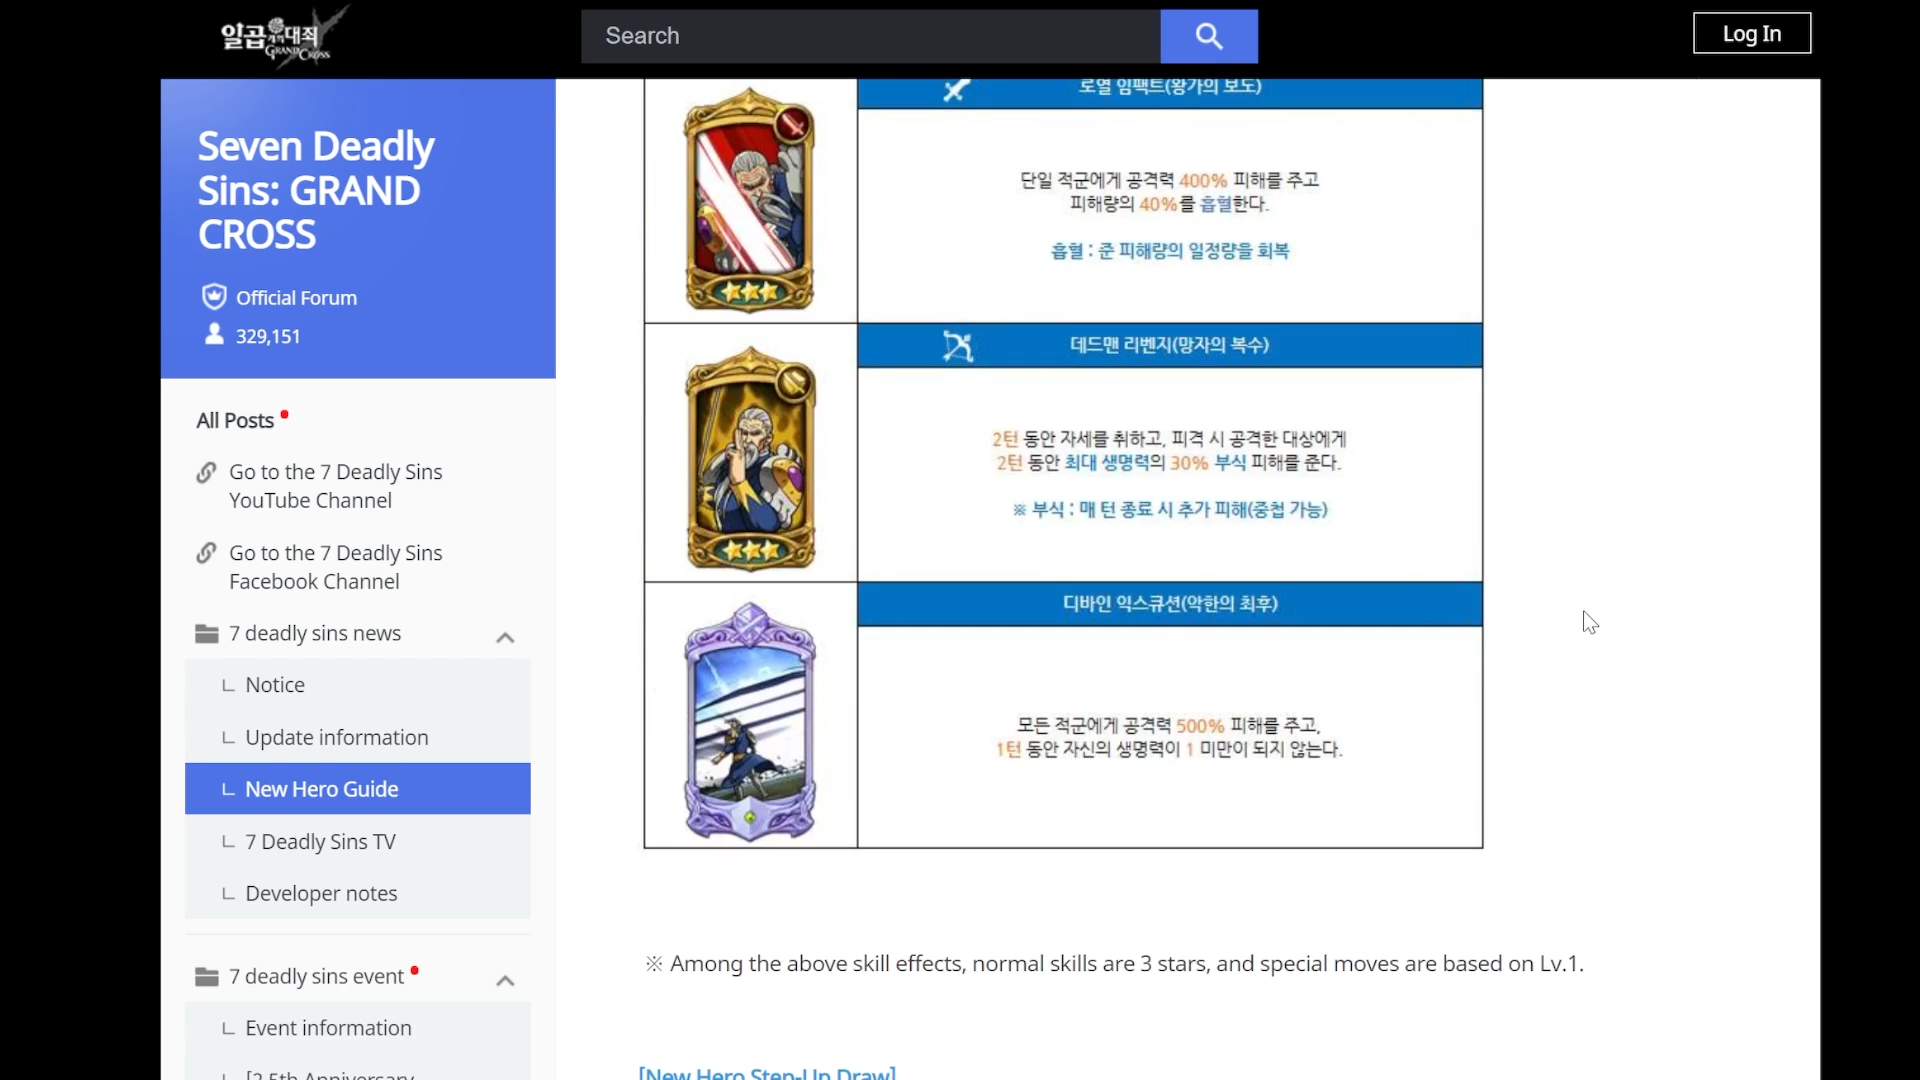 일곱개의대죄
GRAND CROSS
Search
Log In
Seven Deadly
Sins: GRAND
CROSS
Official Forum
329,151
All Posts
Go to the 7 Deadly Sins
YouTube Channel
Go to the 7 Deadly Sins
Facebook Channel
7 deadly sins news
Notice
Update information
New Hero Guide
7 Deadly Sins TV
Developer notes
7 deadly sins event
Event information
[2.5th Anniversary
로열 임팩트(왕가의 보도)
단일 적군에게 공격력 400% 피해를 주고
피해량의 40%를 흡혈한다.
흡혈 : 준 피해량의 일정량을 회복
데드맨 리벤지(망자의 복수)
2턴 동안 자세를 취하고, 피격 시 공격한 대상에게
2턴 동안 최대 생명력의 30% 부식 피해를 준다.
※ 부식 : 매 턴 종료 시 추가 피해(중첩 가능)
디바인 익스큐션(악한의 최후)
모든 적군에게 공격력 500% 피해를 주고,
1턴 동안 자신의 생명력이 1 미만이 되지 않는다.
※ Among the above skill effects, normal skills are 3 stars, and special moves are based on Lv.1.
[New Hero Step-Up Draw]